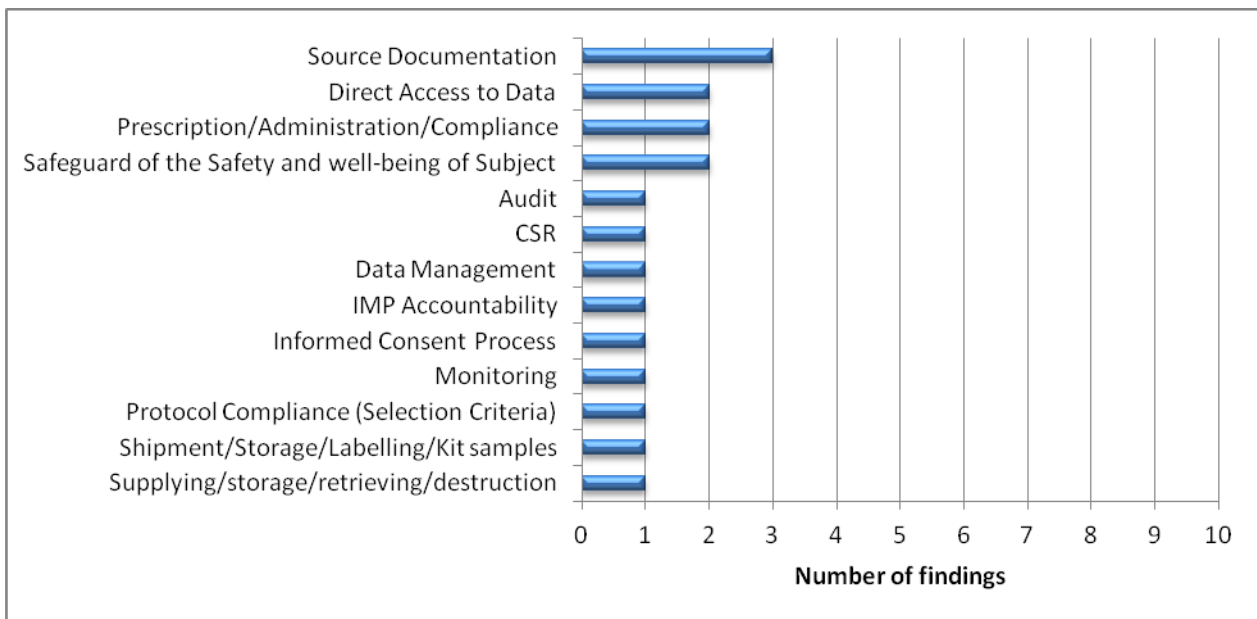 Source Documentation
Direct Access to Data
Prescription/Administration/Compliance
Safeguard of the Safety and well-being of Subject
Audit
CSR
Data Management
IMP Accountability
Informed Consent Process
Monitoring
Protocol Compliance (Selection Criteria)
Shipment/Storage/Labelling/Kit samples
Supplying/storage/retrieving/destruction
0 1 2 3 4 5 6 7 8 9 10
Number of findings